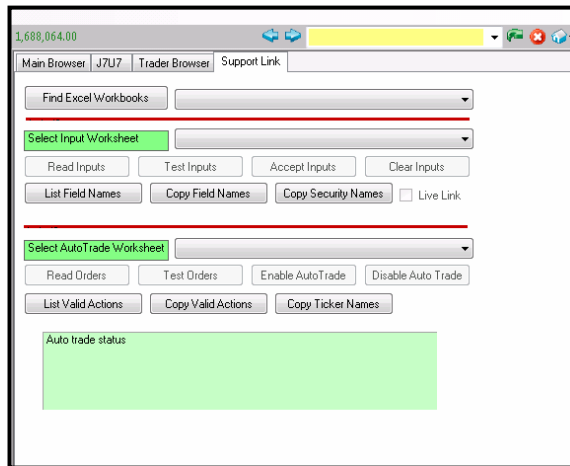 1,688,064.00
Main Browser J7U7 Trader Browser Support Link
Find Excel Workbooks
Select Input Worksheet
Read Inputs Test Inputs Accept Inputs Clear Inputs
List Field Names Copy Field Names Copy Security Names Live Link
Select AutoTrade Worksheet
Read Orders Test Orders Enable AutoTrade Disable Auto Trade
List Valid Actions Copy Valid Actions Copy Ticker Names
Auto trade status